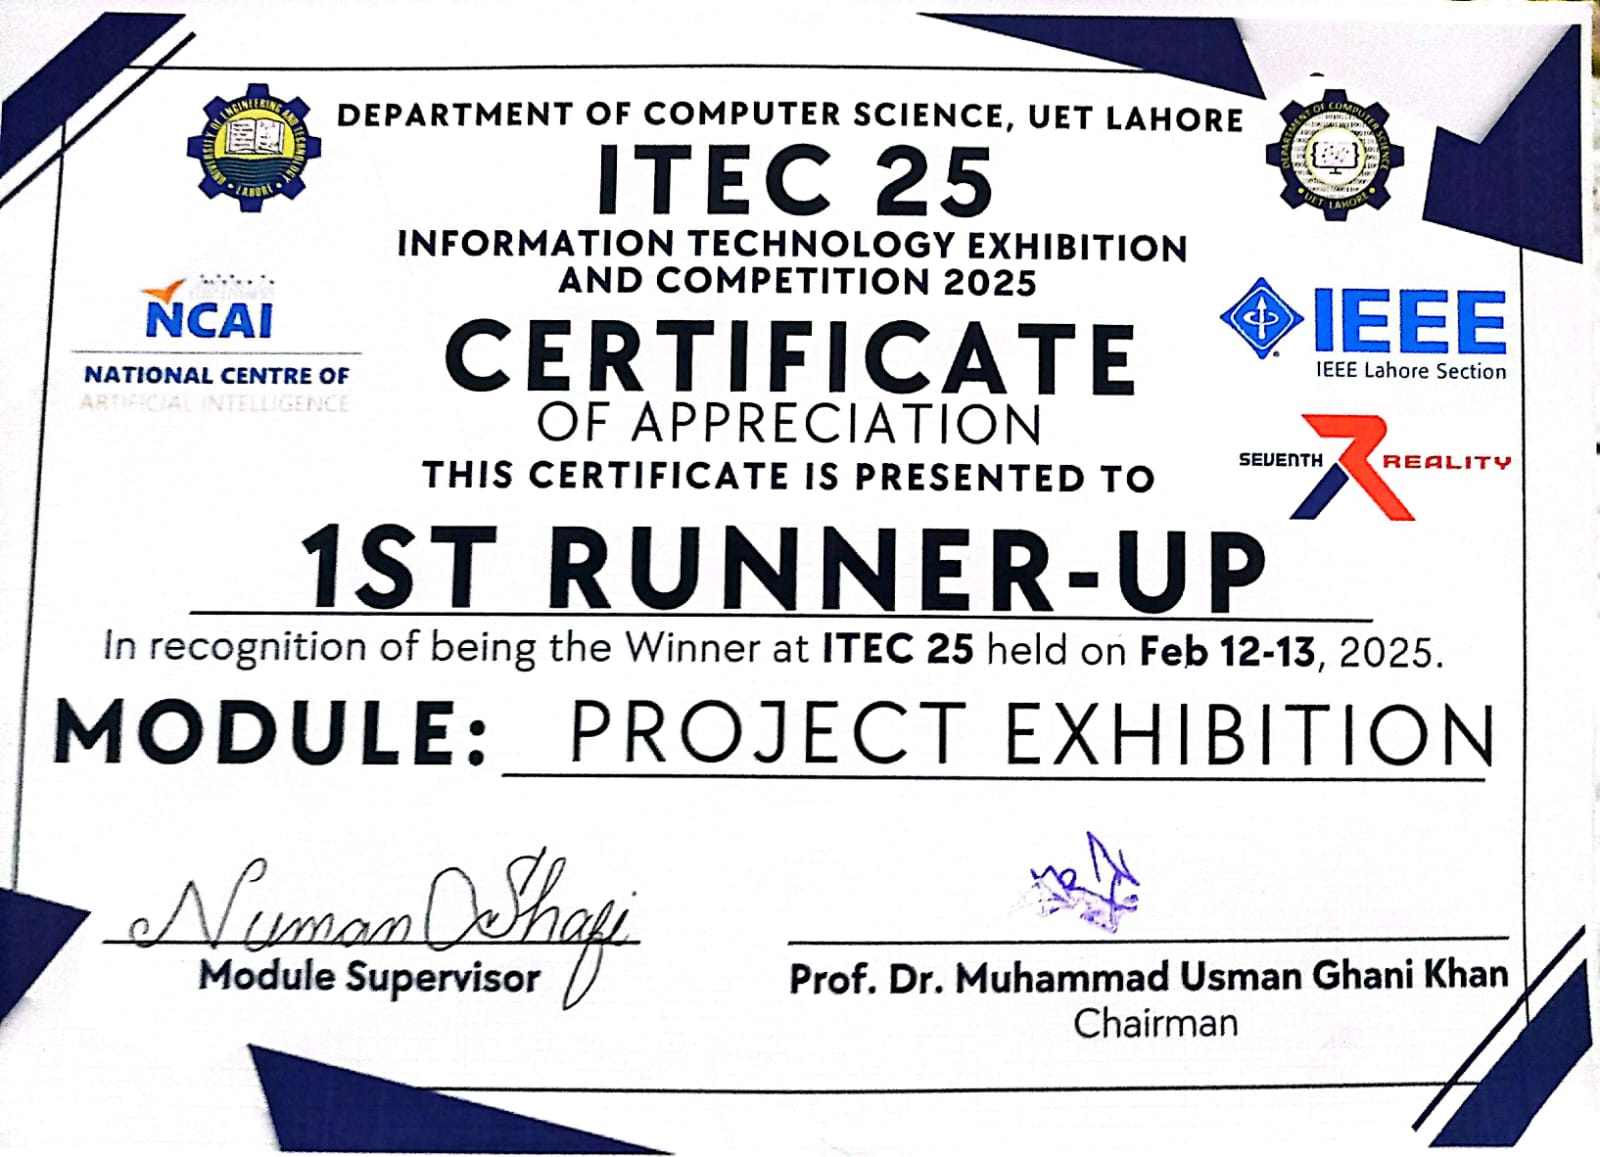 DEPARTMENT OF COMPUTER SCIENCE, UET LAHORE
ITEC 25
INFORMATION TECHNOLOGY EXHIBITION
AND COMPETITION 2025
UNIVERSITY OF ENGINEERING AND TECHNOLOGY
• LAHORE •
DEPARTMENT OF COMPUTER SCIENCE
• UET LAHORE •
NCAI
NATIONAL CENTRE OF
ARTIFICIAL INTELLIGENCE
IEEE
IEEE Lahore Section
SEVENTH REALITY
CERTIFICATE
OF APPRECIATION
THIS CERTIFICATE IS PRESENTED TO
1ST RUNNER-UP
In recognition of being the Winner at ITEC 25 held on Feb 12-13, 2025.
MODULE: PROJECT EXHIBITION
Numan Shafi
Module Supervisor
Prof. Dr. Muhammad Usman Ghani Khan
Chairman